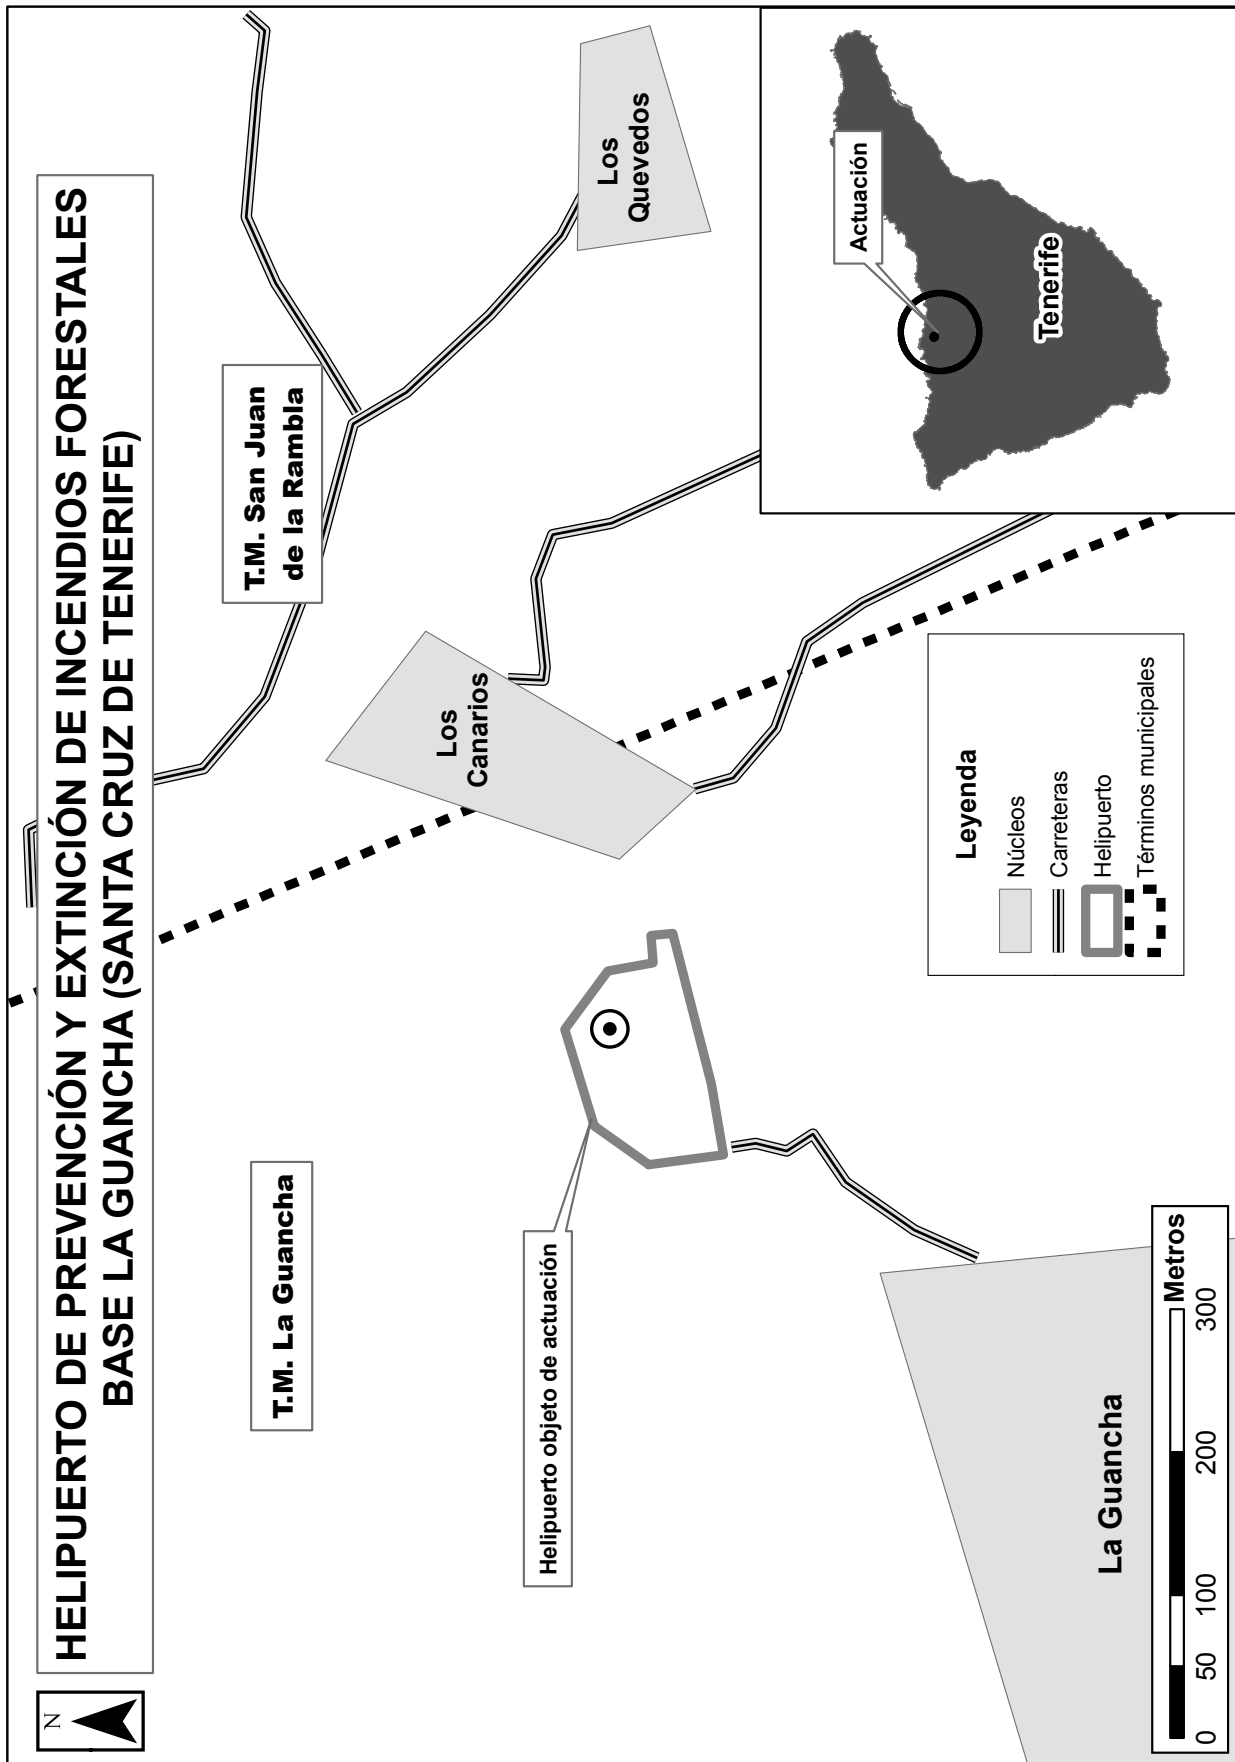 N
HELIPUERTO DE PREVENCIÓN Y EXTINCIÓN DE INCENDIOS FORESTALES
BASE LA GUANCHA (SANTA CRUZ DE TENERIFE)
T.M. La Guancha
T.M. San Juan
de la Rambla
Los
Canarios
Los
Quevedos
Helipuerto objeto de actuación
La Guancha
Actuación
Tenerife
Leyenda
Núcleos
Carreteras
Helipuerto
Términos municipales
Metros
0 50 100 200 300